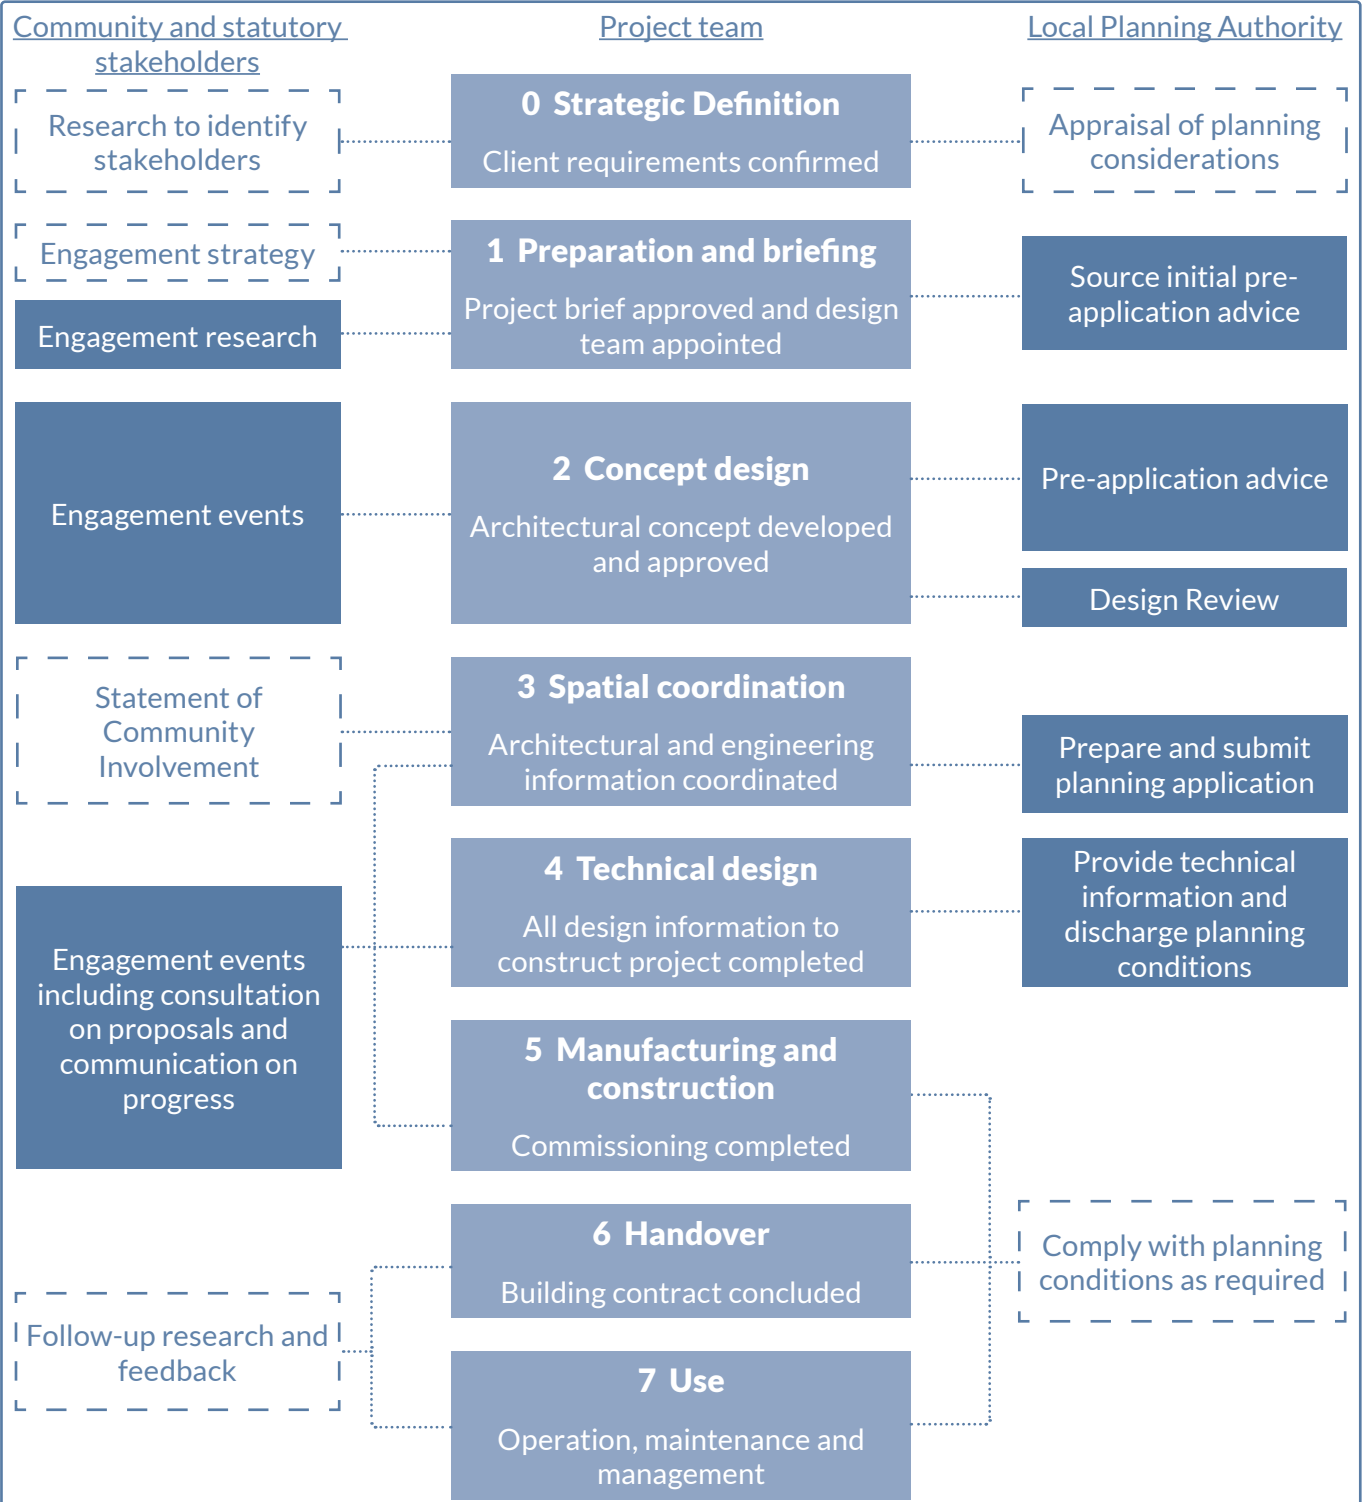 Community and statutory
stakeholders
Project team
Local Planning Authority
Research to identify
stakeholders
0 Strategic Definition
Client requirements confirmed
Appraisal of planning
considerations
Engagement strategy
Engagement research
1 Preparation and briefing
Project brief approved and design
team appointed
Source initial pre-
application advice
Engagement events
2 Concept design
Architectural concept developed
and approved
Pre-application advice
Design Review
Statement of
Community
Involvement
3 Spatial coordination
Architectural and engineering
information coordinated
Prepare and submit
planning application
Engagement events
including consultation
on proposals and
communication on
progress
4 Technical design
All design information to
construct project completed
Provide technical
information and
discharge planning
conditions
5 Manufacturing and
construction
Commissioning completed
6 Handover
Building contract concluded
Comply with planning
conditions as required
Follow-up research and
feedback
7 Use
Operation, maintenance and
management